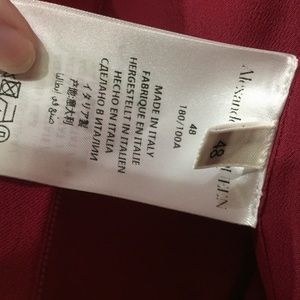 48
180/100A
MADE IN ITALY
FABRIQUE EN ITALIE
HERGESTELLT IN ITALIEN
HECHO EN ITALIA
СДЕЛАНО В ИТАЛИИ
イタリア製
产地意大利
48